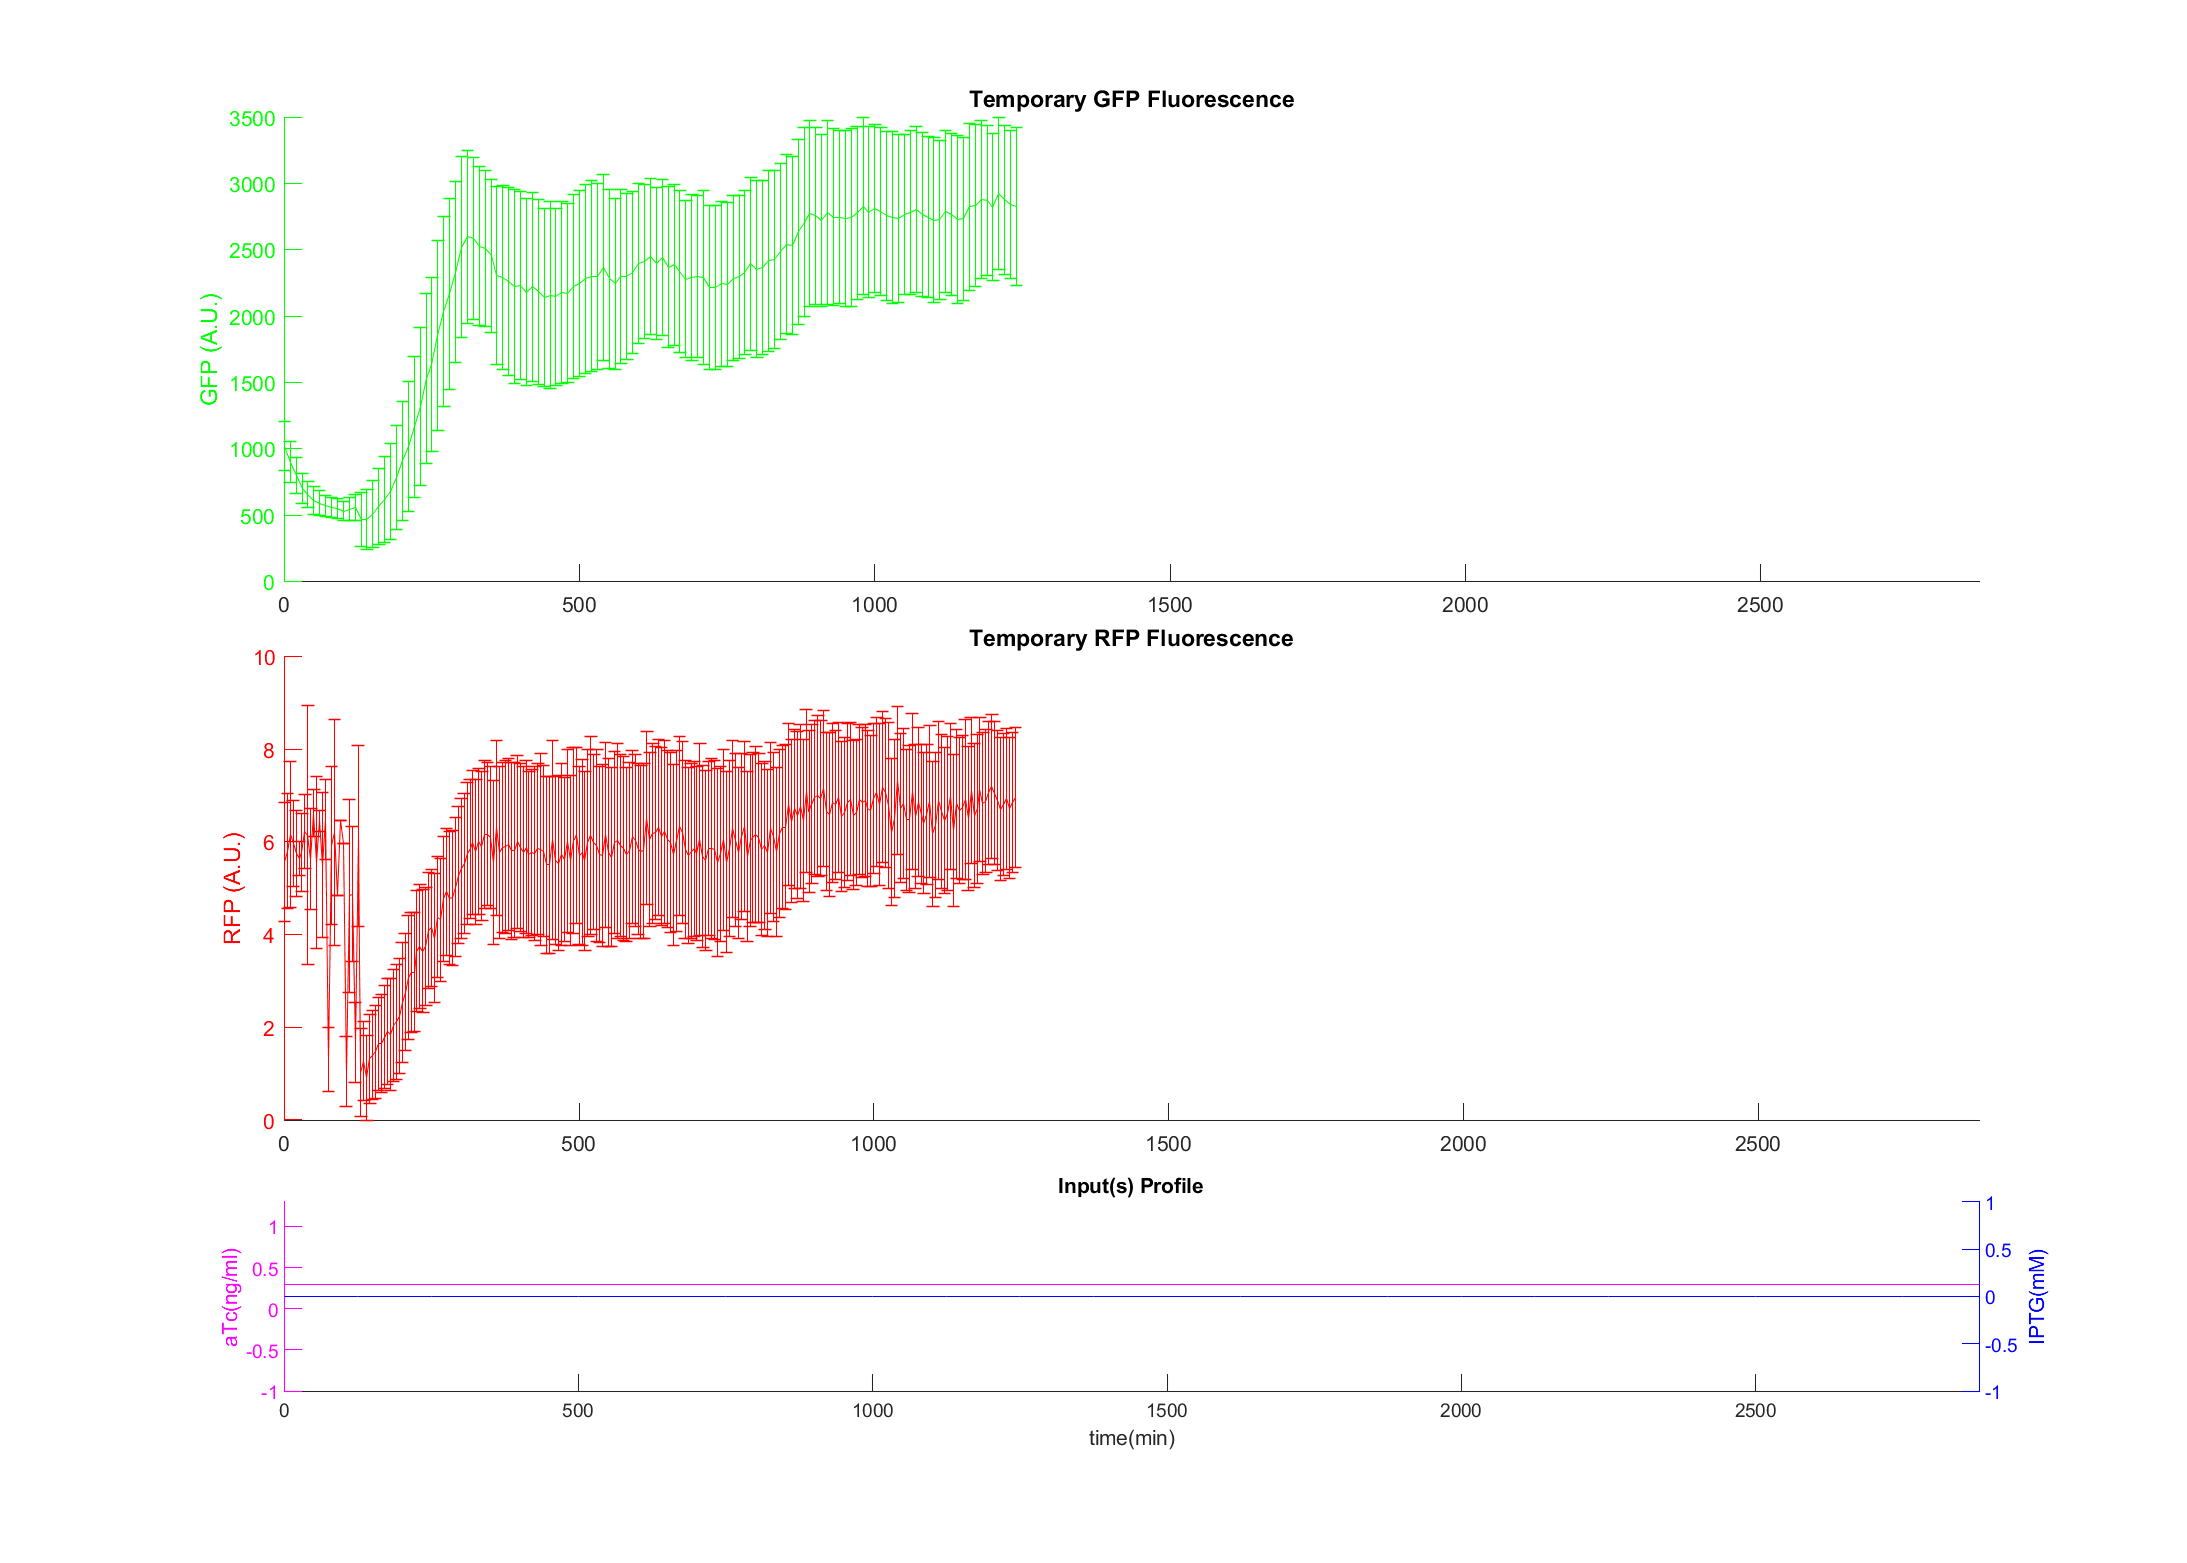 Temporary GFP Fluorescence
3500
3000
2500
2000
1500
1000
500
0
GFP (A.U.)
0 500 1000 1500 2000 2500
Temporary RFP Fluorescence
10
8
6
4
2
0
RFP (A.U.)
0 500 1000 1500 2000 2500
Input(s) Profile
1
0.5
0
-0.5
-1
aTc(ng/ml)
1
0.5
0
-0.5
-1
IPTG(mM)
0 500 1000 1500 2000 2500
time(min)